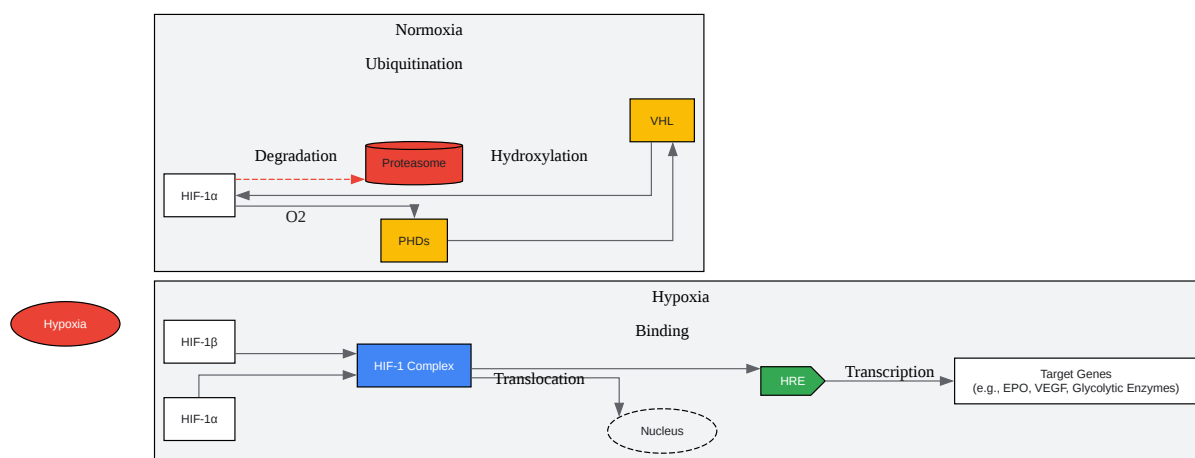 Normoxia
Ubiquitination
VHL
Degradation
Proteasome
Hydroxylation
HIF-1α
O2
PHDs
Hypoxia
Hypoxia
Binding
HIF-1β
HIF-1 Complex
Translocation
HRE
Transcription
Target Genes
(e.g., EPO, VEGF, Glycolytic Enzymes)
HIF-1α
Nucleus